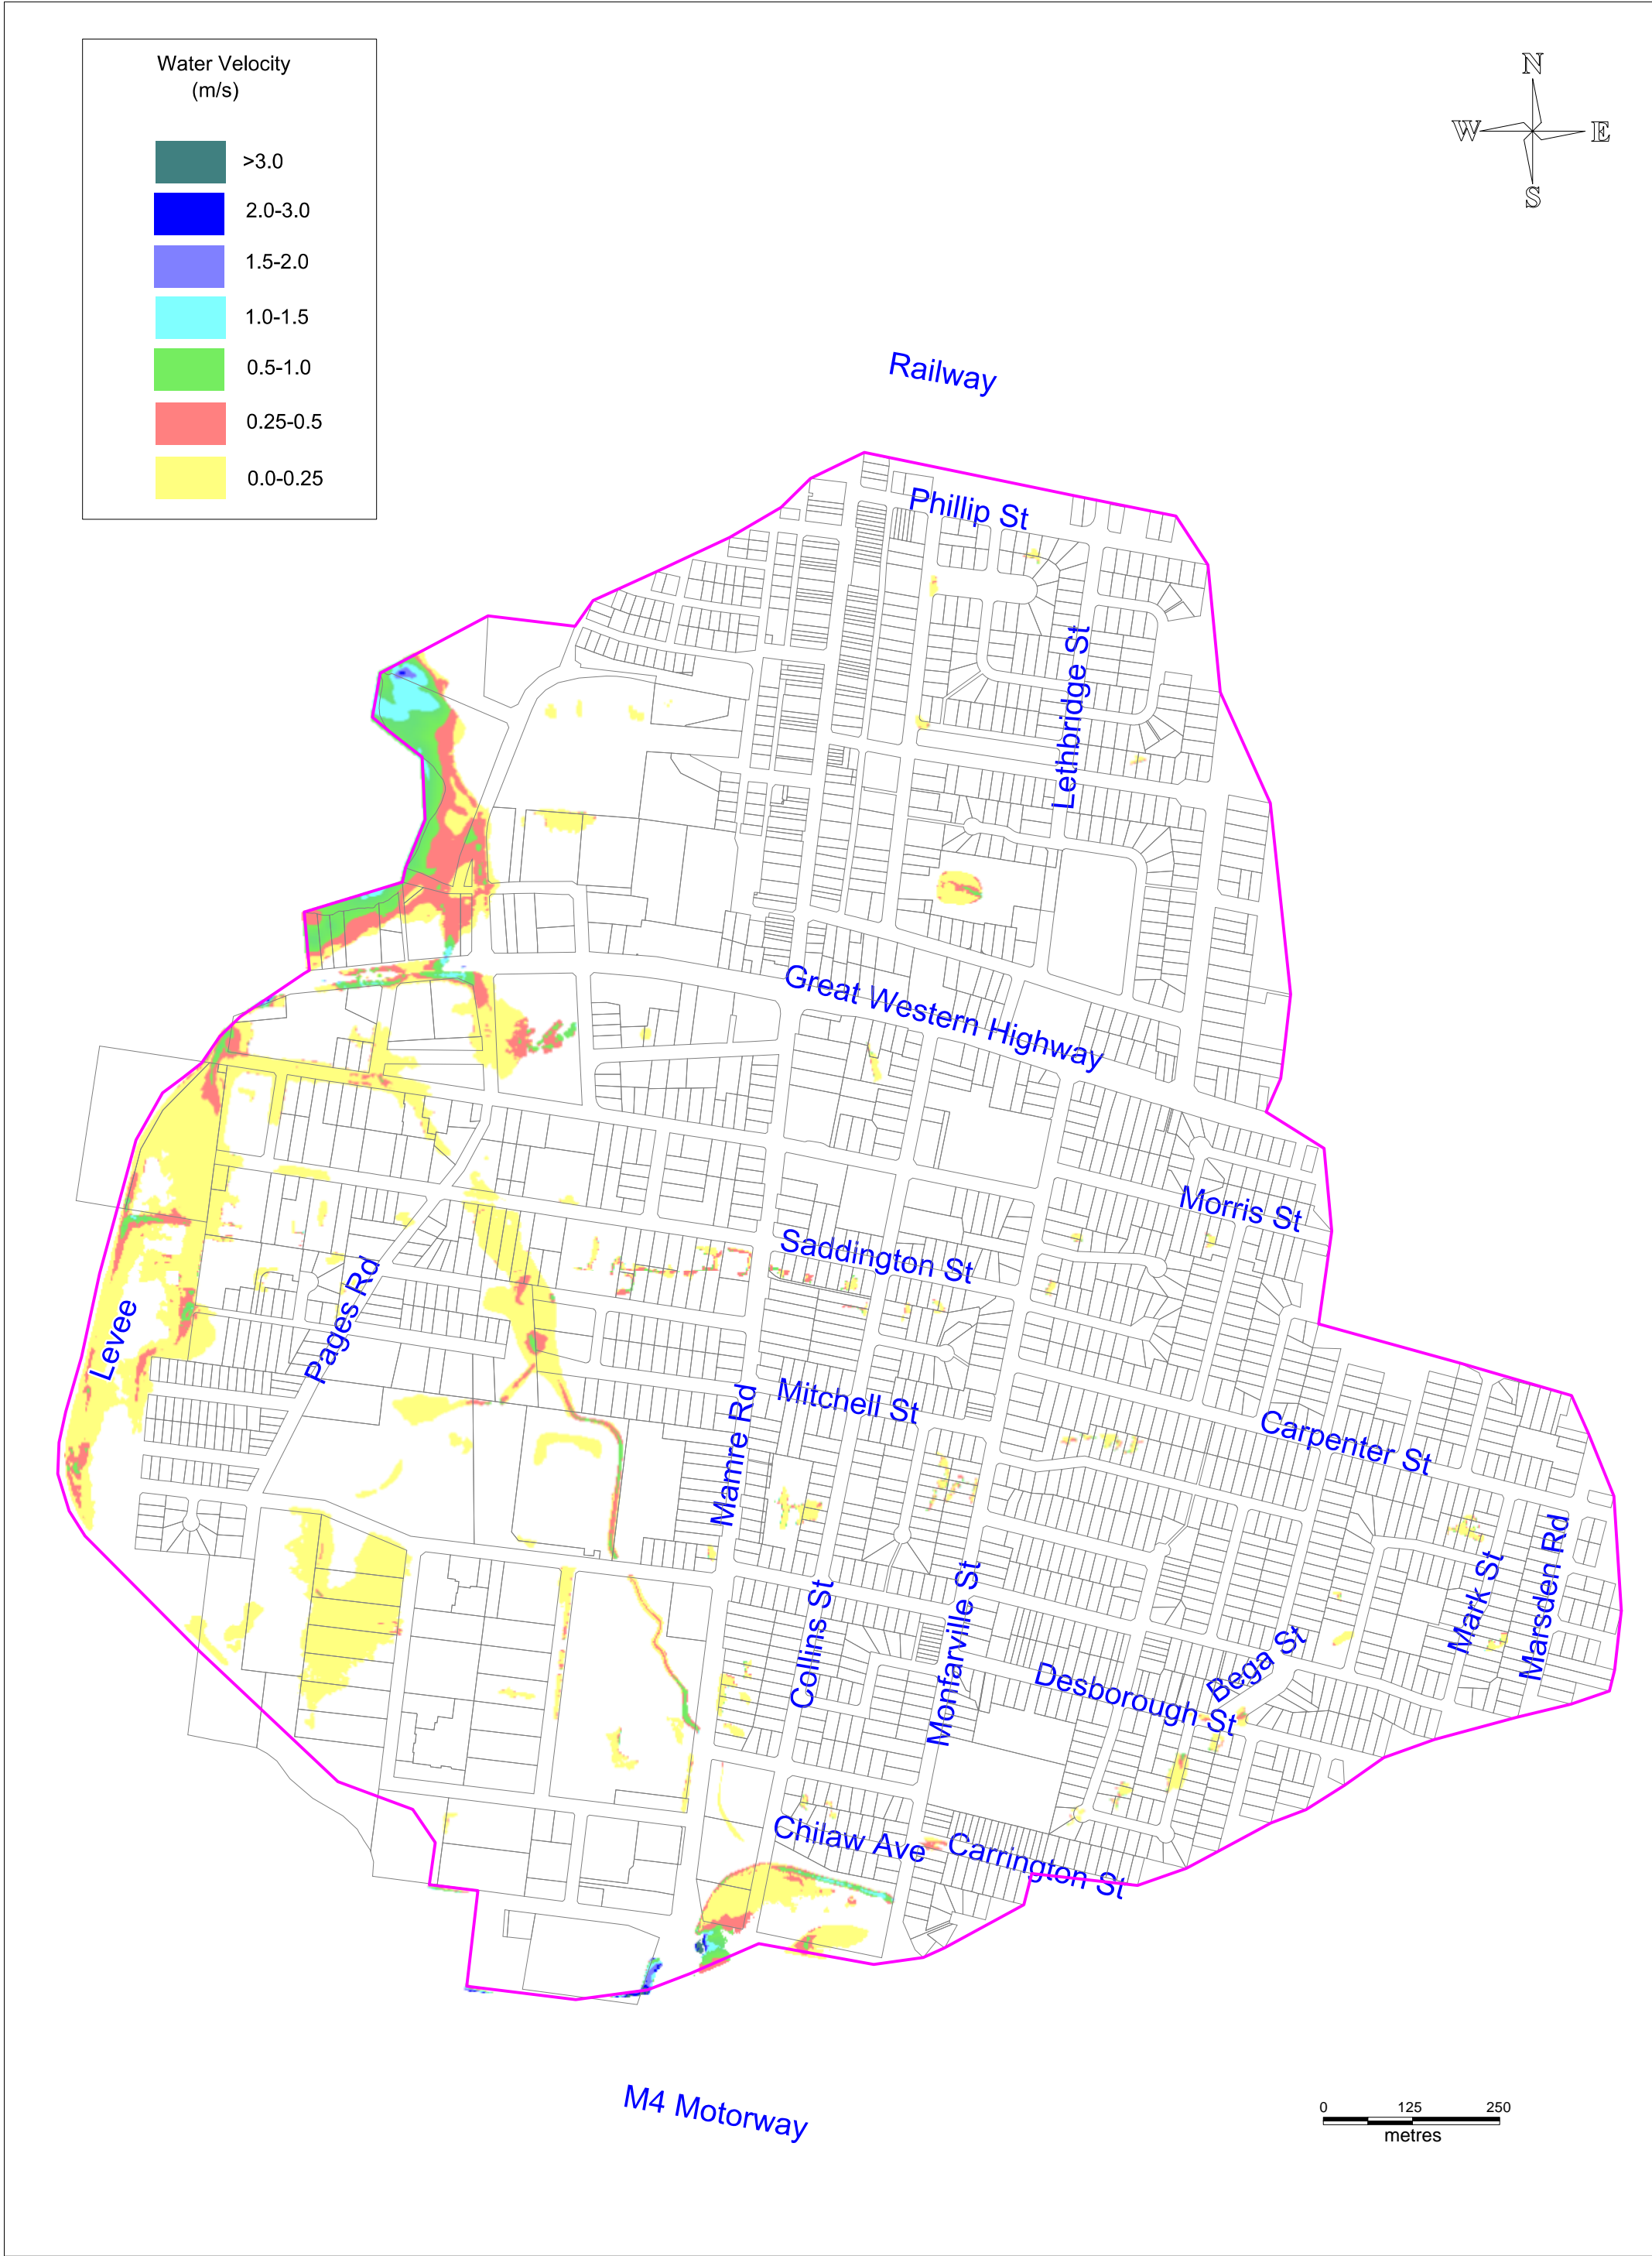 Water Velocity
(m/s)
>3.0
2.0-3.0
1.5-2.0
1.0-1.5
0.5-1.0
0.25-0.5
0.0-0.25
N
W
E
S
Railway
Phillip St
Lethbridge St
Great Western Highway
Morris St
Saddington St
Levee
Pages Rd
Mitchell St
Mamre Rd
Carpenter St
Mark St
Marsden Rd
Collins St
Monfarville St
Bega St
Desborough St
Chilaw Ave
Carrington St
M4 Motorway
0 125 250
metres